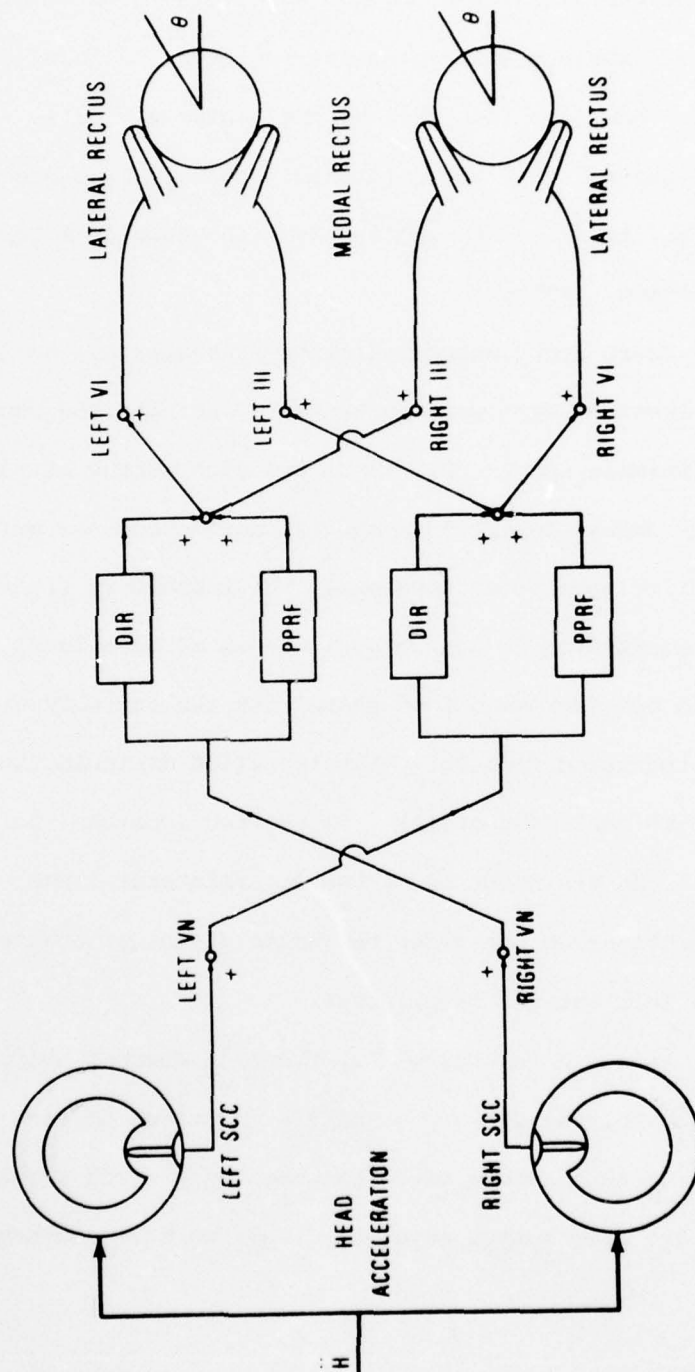 Ḧ
HEAD
ACCELERATION
LEFT SCC
RIGHT SCC
LEFT VN
+
RIGHT VN
+
DIR
PPRF
+
+
DIR
PPRF
+
+
LEFT VI
LEFT III
+
RIGHT III
+
RIGHT VI
+
LATERAL RECTUS
MEDIAL RECTUS
LATERAL RECTUS
θ
θ